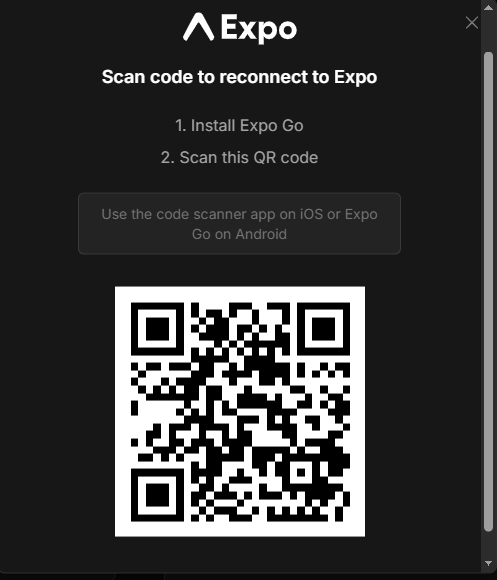 Expo
Scan code to reconnect to Expo
1. Install Expo Go
2. Scan this QR code
Use the code scanner app on iOS or Expo
Go on Android